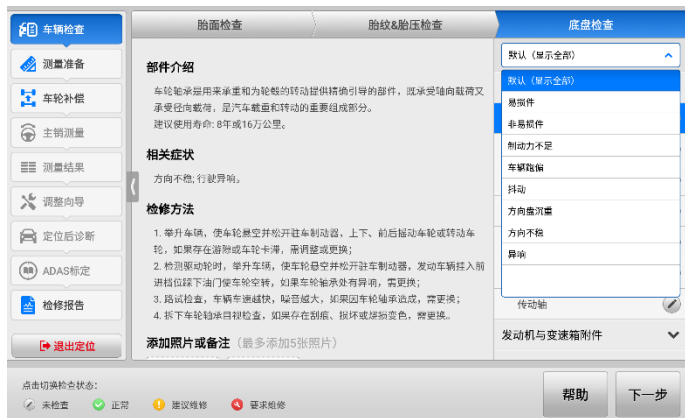 车辆检查
测量准备
车轮补偿
主销测量
测量结果
调整向导
定位后诊断
ADAS标定
检修报告
退出定位
胎面检查
胎纹&胎压检查
底盘检查
部件介绍
车轮轴承是用来承重和为轮毂的转动提供精确引导的部件，既承受轴向载荷又
承受径向载荷，是汽车载重和转动的重要组成部分。
建议使用寿命: 8年或16万公里。
相关症状
方向不稳; 行驶异响。
检修方法
1. 举升车辆，使车轮悬空并松开驻车制动器，上下、前后摇动车轮或转动车
轮，如果存在游隙或车轮卡滞，需调整或更换；
2. 检测驱动轮时，举升车辆，使车轮悬空并松开驻车制动器，发动车辆挂入前
进档位踩下油门使车轮空转，如果车轮轴承处有异响，需更换；
3. 路试检查，车辆车速越快，噪音越大，如果因车轮轴承造成，需更换；
4. 拆下车轮轴承目视检查，如果存在刮痕、损坏或烧损变色，需更换。
添加照片或备注（最多添加5张照片）
默认（显示全部）
默认（显示全部）
易损件
非易损件
制动力不足
车辆跑偏
抖动
方向盘沉重
方向不稳
异响
传动轴
发动机与变速箱附件
点击切换检查状态:
未检查
正常
建议维修
要求维修
帮助
下一步